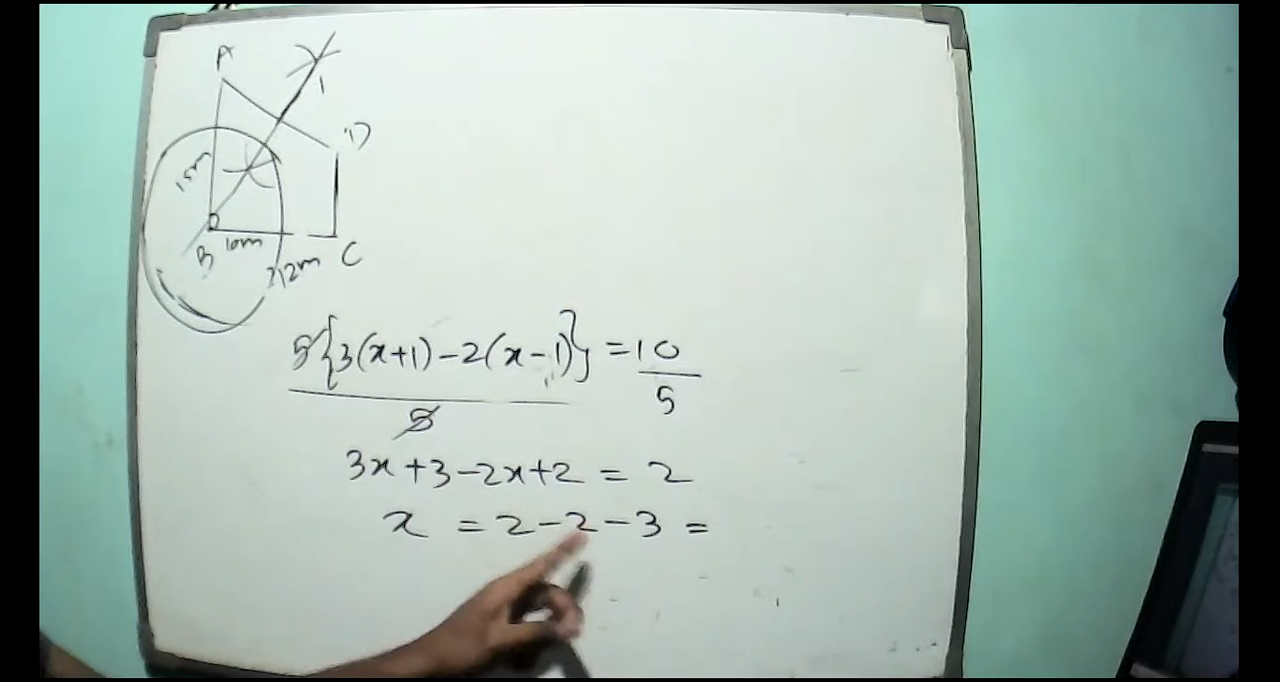 A
D
15m
B
10m
12m
C
5{3(x+1)-2(x-1)} = 10
5 5
3x+3-2x+2 = 2
x = 2-2-3 =